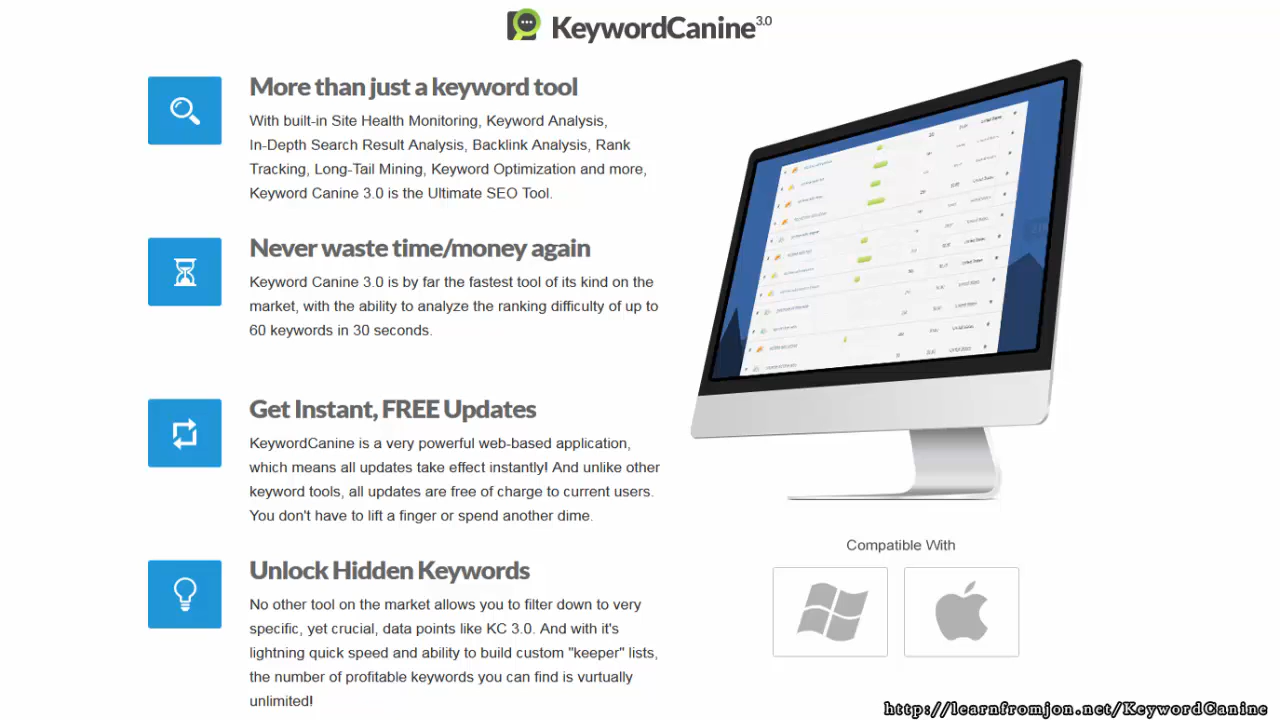 KeywordCanine 3.0
More than just a keyword tool
With built-in Site Health Monitoring, Keyword Analysis,
In-Depth Search Result Analysis, Backlink Analysis, Rank
Tracking, Long-Tail Mining, Keyword Optimization and more,
Keyword Canine 3.0 is the Ultimate SEO Tool.
Never waste time/money again
Keyword Canine 3.0 is by far the fastest tool of its kind on the
market, with the ability to analyze the ranking difficulty of up to
60 keywords in 30 seconds.
Get Instant, FREE Updates
KeywordCanine is a very powerful web-based application,
which means all updates take effect instantly! And unlike other
keyword tools, all updates are free of charge to current users.
You don't have to lift a finger or spend another dime.
Unlock Hidden Keywords
No other tool on the market allows you to filter down to very
specific, yet crucial, data points like KC 3.0. And with it's
lightning quick speed and ability to build custom "keeper" lists,
the number of profitable keywords you can find is vurtually
unlimited!
Compatible With
http://learnfromjon.net/KeywordCanine